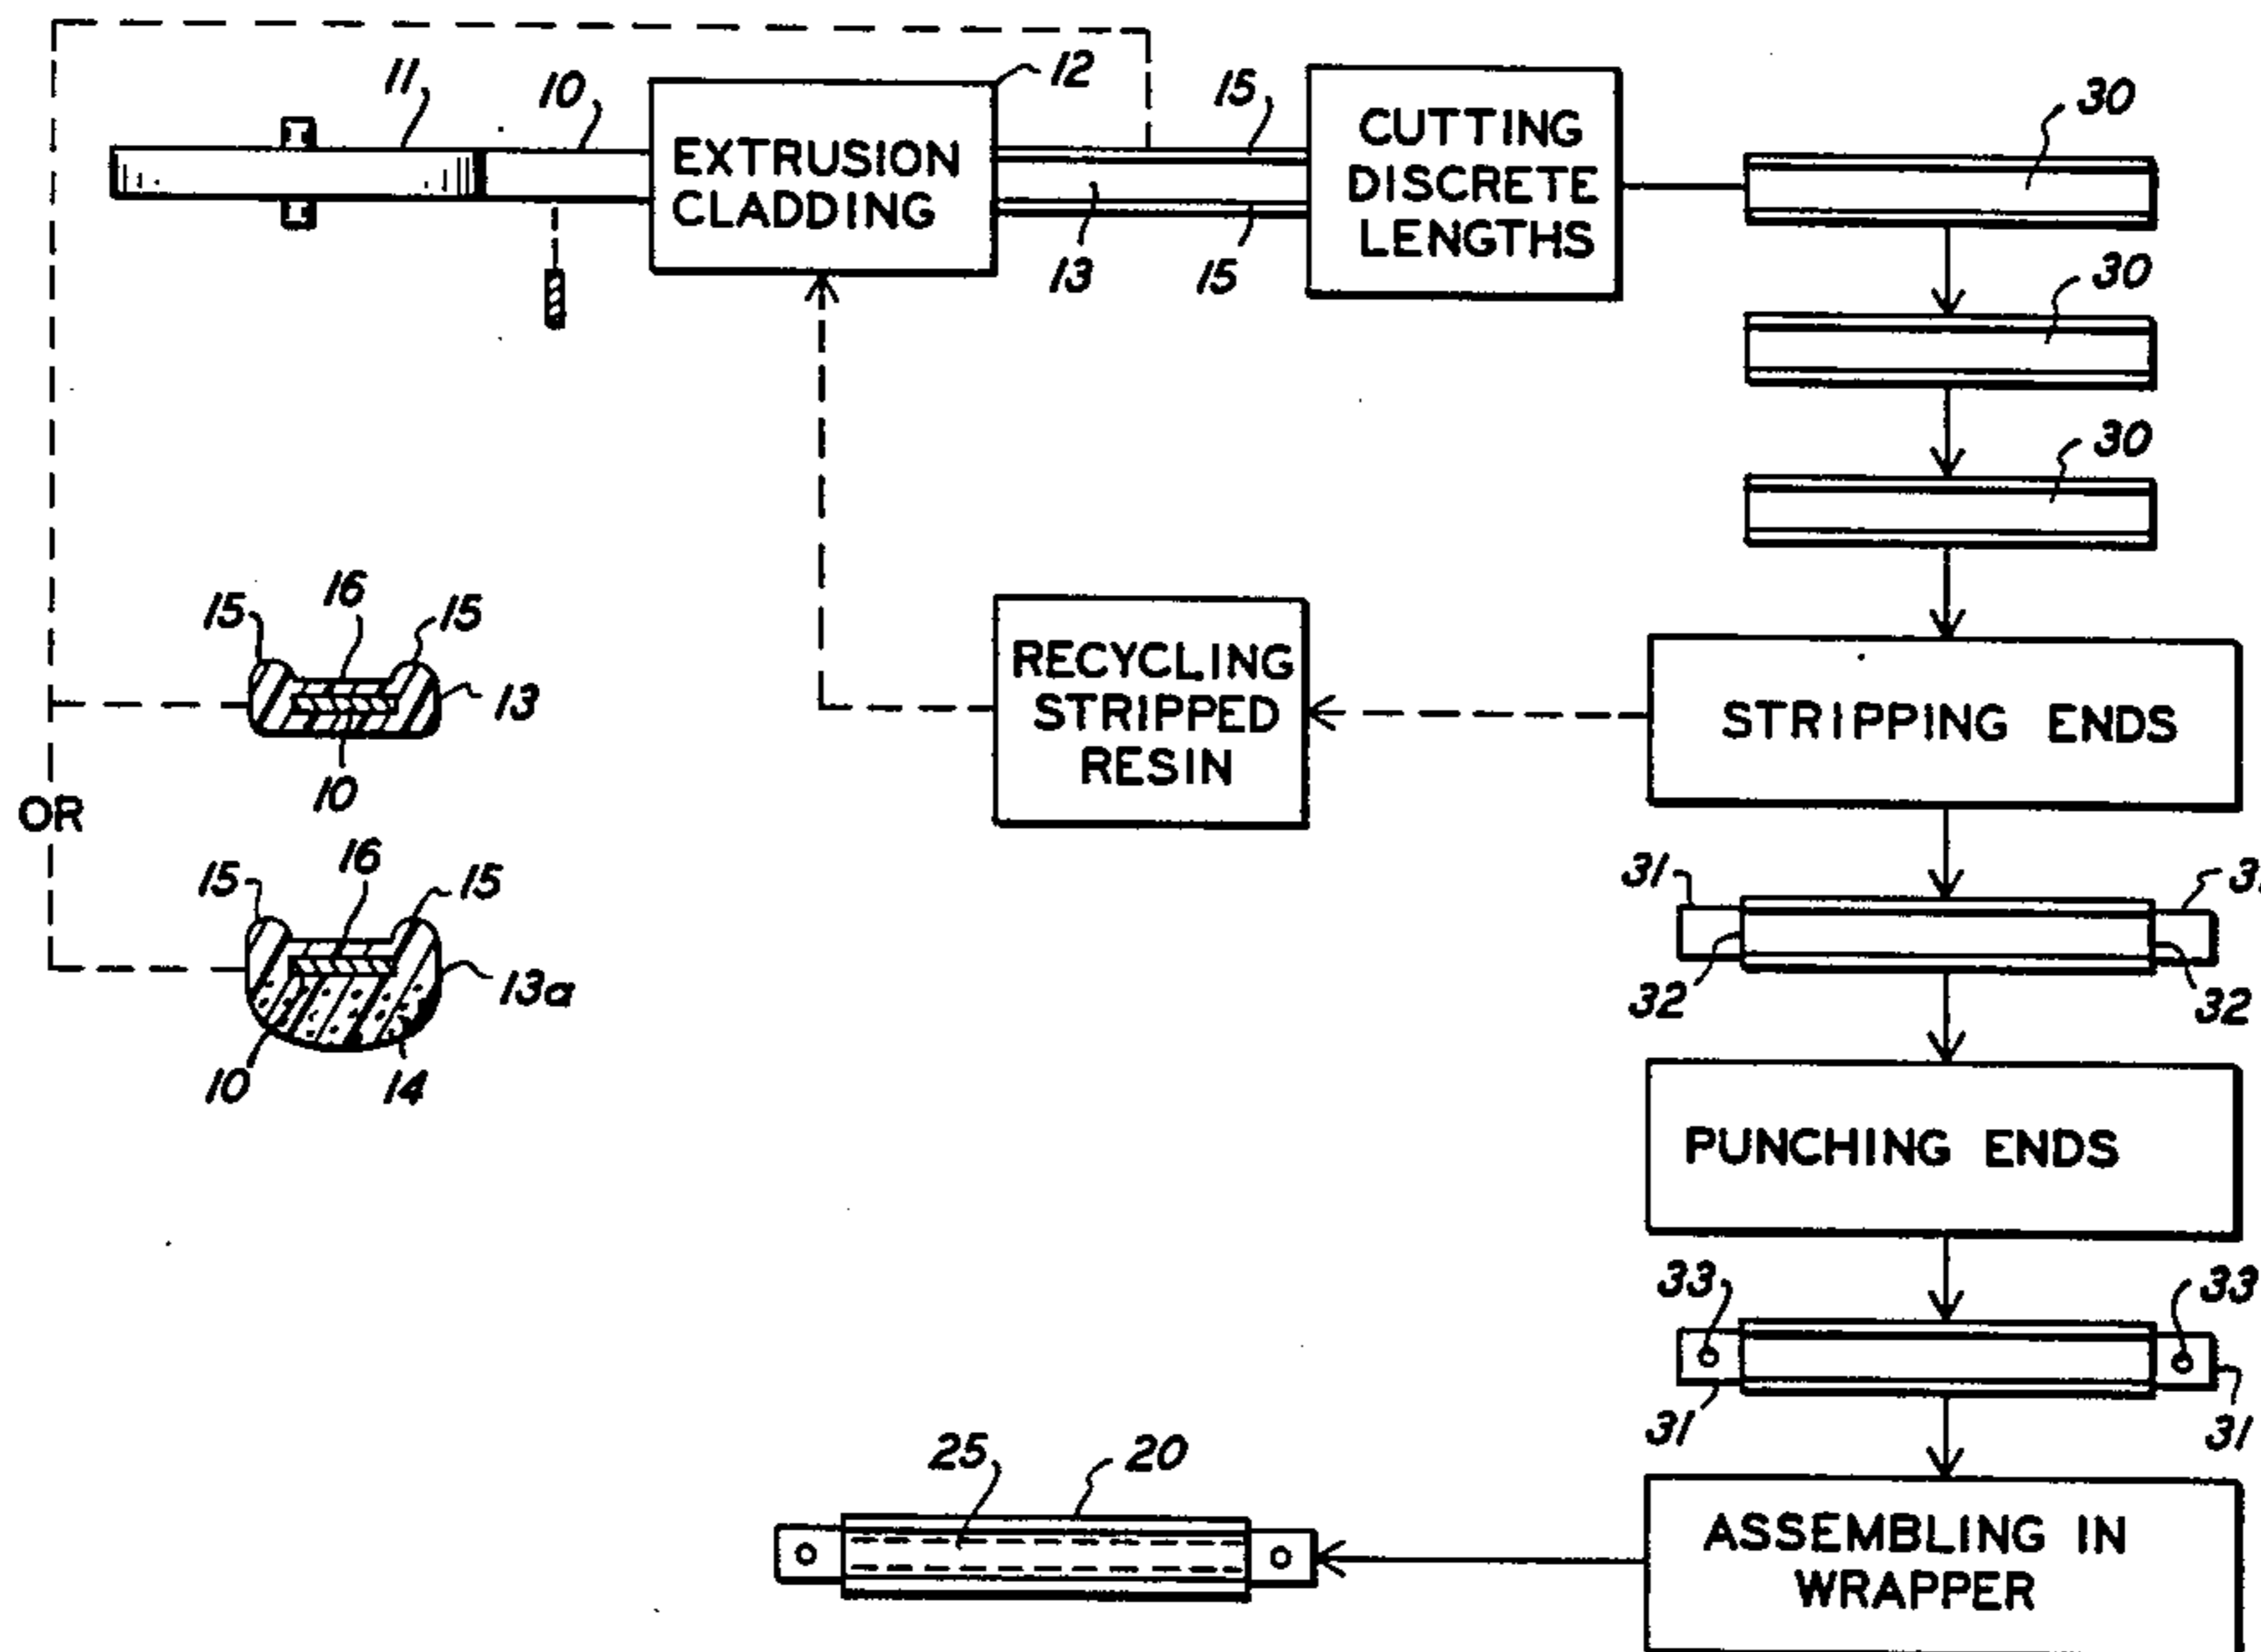 11
10
12
EXTRUSION
CLADDING
15
13
15
CUTTING
DISCRETE
LENGTHS
30
30
30
15
16
15
13
10
OR
15
16
15
13a
10
14
RECYCLING
STRIPPED
RESIN
STRIPPING ENDS
31
32
32
PUNCHING ENDS
33
33
31
31
25
20
ASSEMBLING IN
WRAPPER